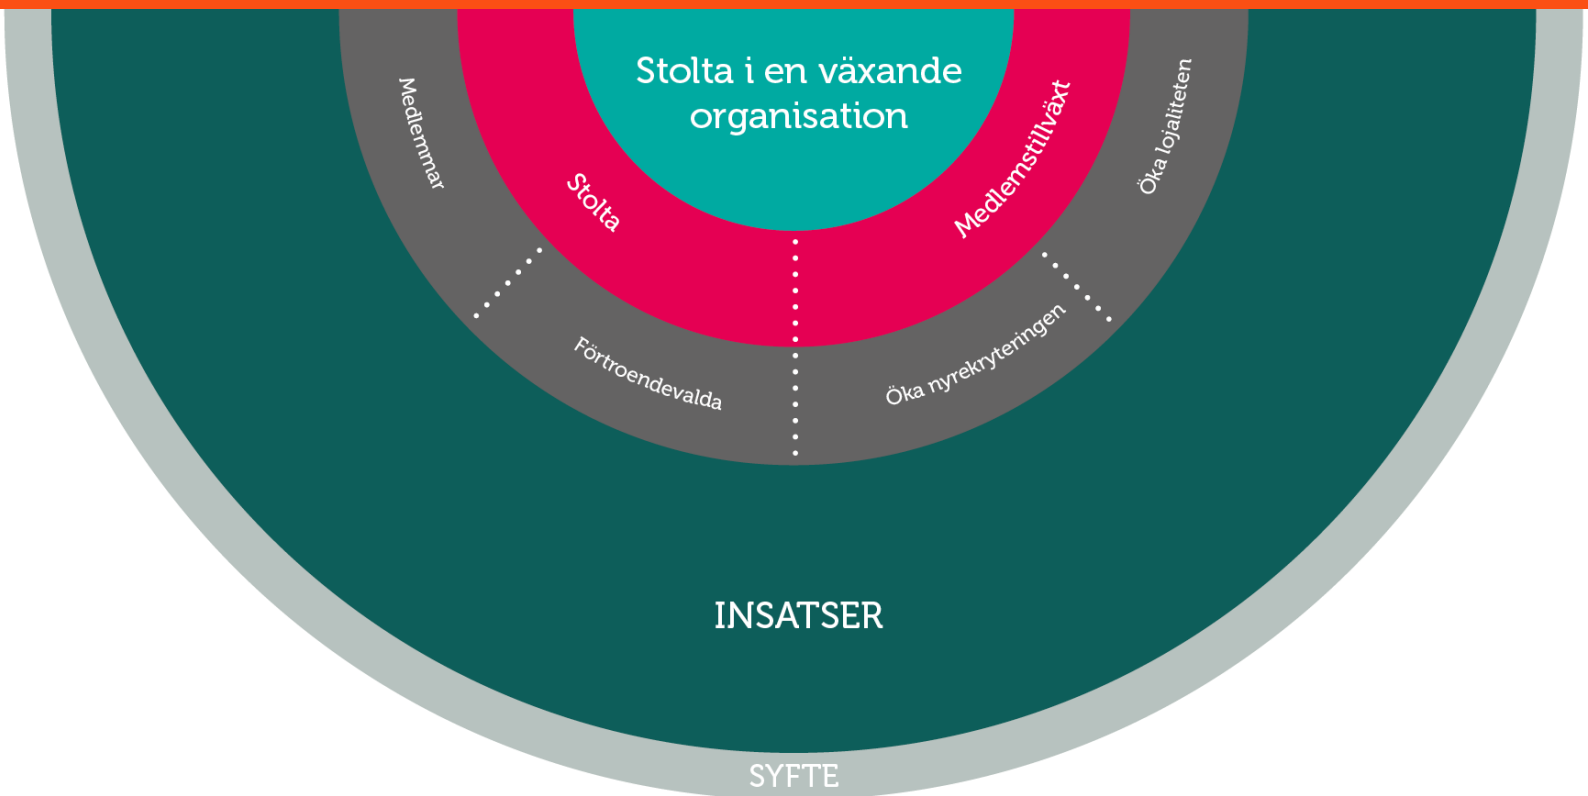 Stolta i en växande
organisation
Stolta
Medlemstillväxt
Medlemmar
Förtroendevalda
Öka nyrekryteringen
Öka lojaliteten
INSATSER
SYFTE